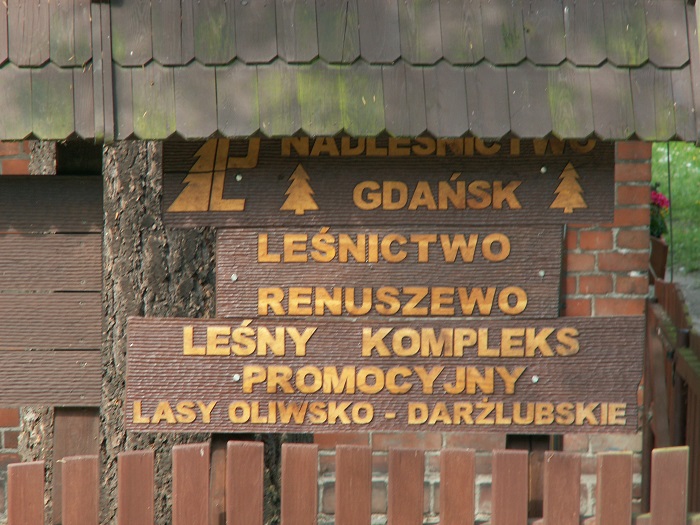 NADLEŚNICTWO
GDAŃSK
LEŚNICTWO
RENUSZEWO
LEŚNY KOMPLEKS
PROMOCYJNY
LASY OLIWSKO - DARŻLUBSKIE